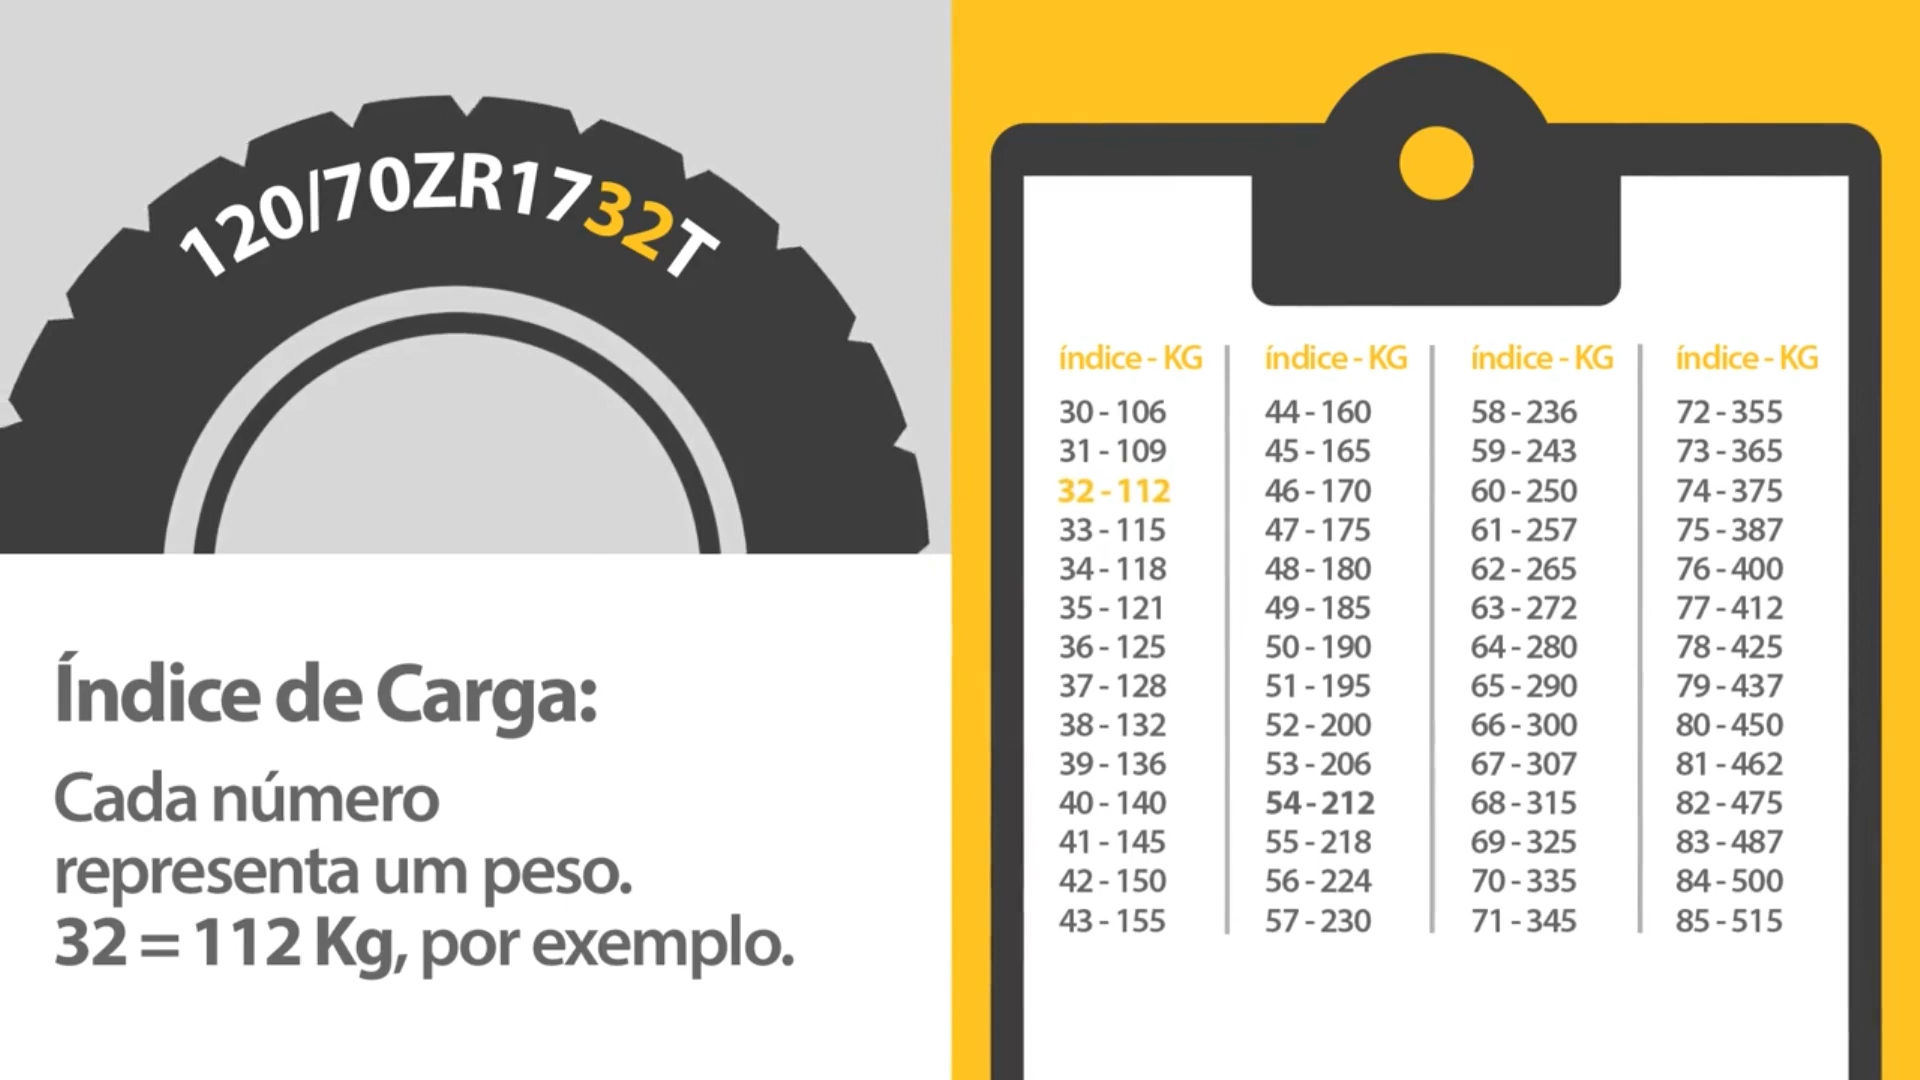 120/70ZR1732T
Índice de Carga:
Cada número
representa um peso.
32 = 112 Kg, por exemplo.
índice - KG
30 - 106
31 - 109
32 - 112
33 - 115
34 - 118
35 - 121
36 - 125
37 - 128
38 - 132
39 - 136
40 - 140
41 - 145
42 - 150
43 - 155
índice - KG
44 - 160
45 - 165
46 - 170
47 - 175
48 - 180
49 - 185
50 - 190
51 - 195
52 - 200
53 - 206
54 - 212
55 - 218
56 - 224
57 - 230
índice - KG
58 - 236
59 - 243
60 - 250
61 - 257
62 - 265
63 - 272
64 - 280
65 - 290
66 - 300
67 - 307
68 - 315
69 - 325
70 - 335
71 - 345
índice - KG
72 - 355
73 - 365
74 - 375
75 - 387
76 - 400
77 - 412
78 - 425
79 - 437
80 - 450
81 - 462
82 - 475
83 - 487
84 - 500
85 - 515